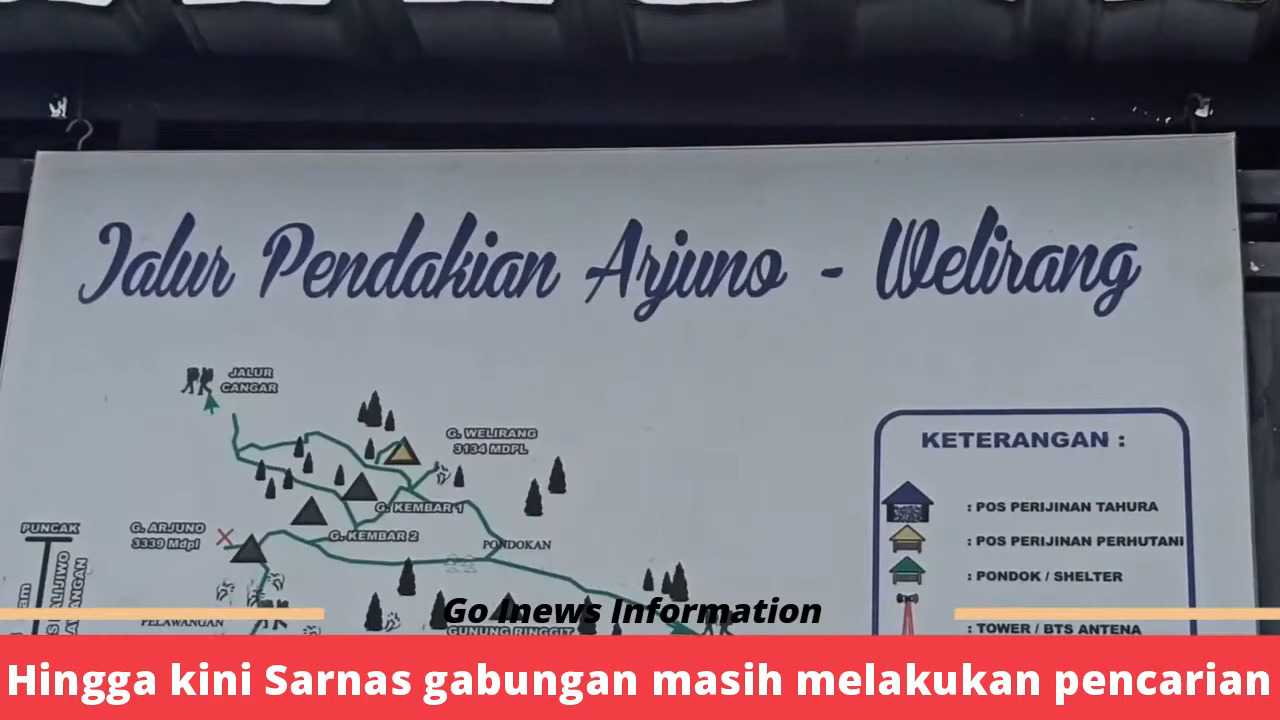 Jalur Pendakian Arjuno - Welirang
JALUR
CANGAR
G. WELIRANG
3134 MDPL
G. KEMBAR 1
G. KEMBAR 2
G. ARJUNO
3339 Mdpl
PUNCAK
PONDOKAN
PELAWANGAN
GUNUNG RINGGIT
KETERANGAN :
: POS PERIJINAN TAHURA
: POS PERIJINAN PERHUTANI
: PONDOK / SHELTER
: TOWER / BTS ANTENA
Go Inews Information
Hingga kini Sarnas gabungan masih melakukan pencarian